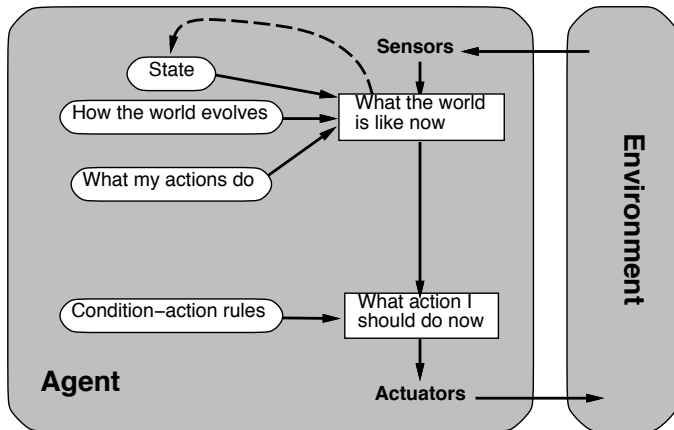 Sensors
State
What the world
is like now
How the world evolves
What my actions do
Environment
What action I
should do now
Condition−action rules
Agent
Actuators